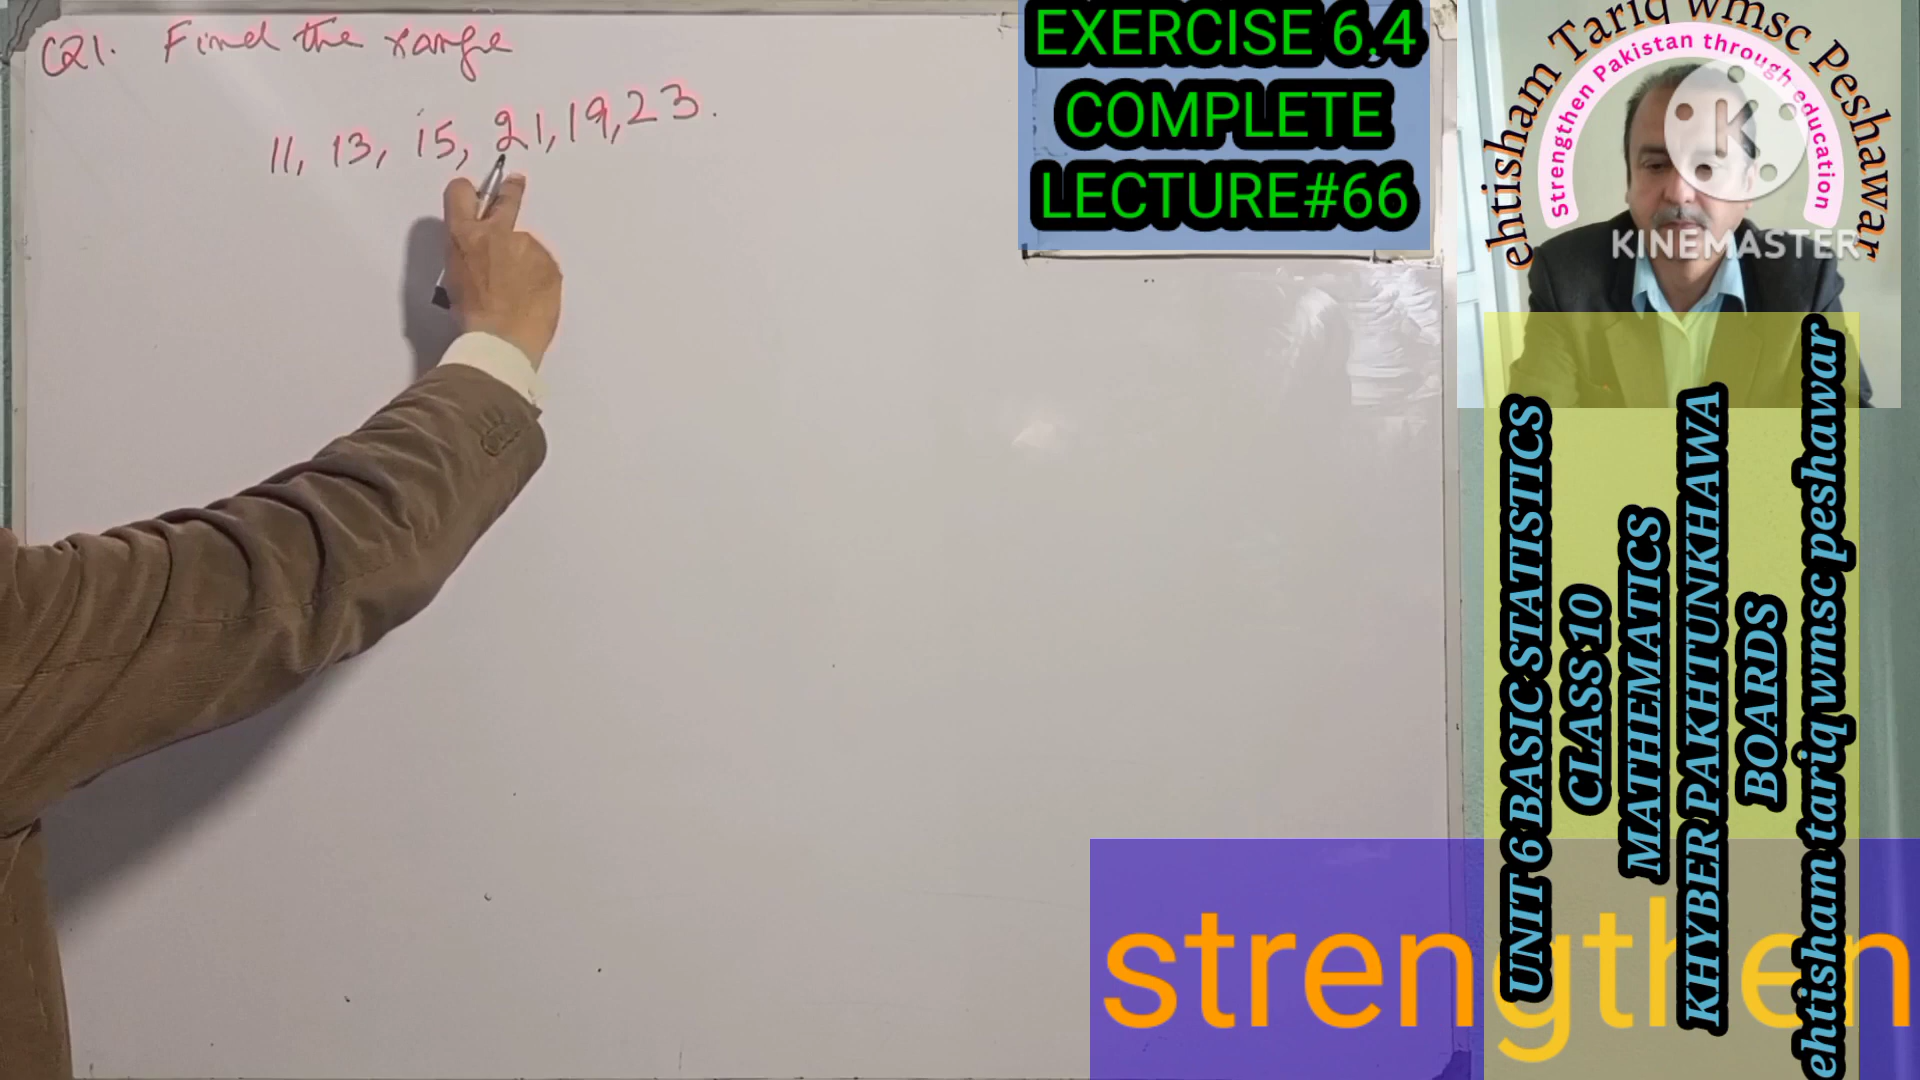 Q1. Find the range
11, 13, 15, 21, 19, 23.
EXERCISE 6,4
COMPLETE
LECTURE#66
ehtisham Tariq wmsc Peshawar
Strengthen Pakistan through education
K
KINEMASTER
UNIT 6 BASIC STATISTICS
CLASS 10
MATHEMATICS
KHYBER PAKHTUNKHAWA
BOARDS
ehtisham tariq wmsc peshawar
strengthen